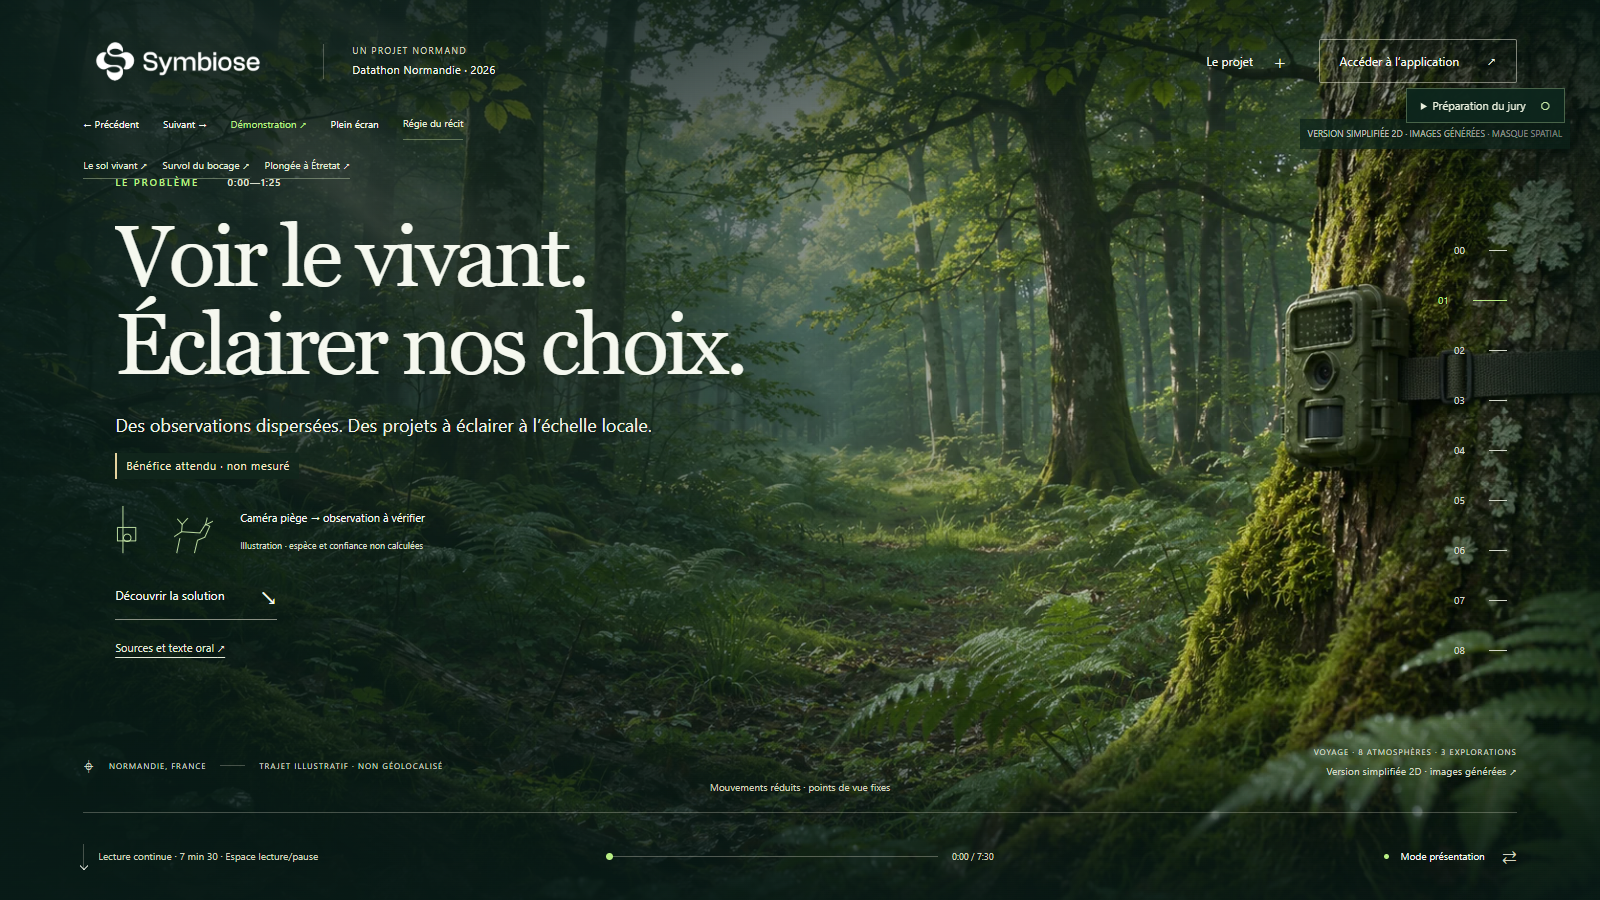 Symbiose
UN PROJET NORMAND
Datathon Normandie · 2026
Le projet +
Accéder à l'application ↗
▶ Préparation du jury
VERSION SIMPLIFIÉE 2D · IMAGES GÉNÉRÉES · MASQUE SPATIAL
← Précédent Suivant → Démonstration ↗ Plein écran Régie du récit
Le sol vivant ↗ Survol du bocage ↗ Plongée à Étretat ↗
LE PROBLÈME 0:00—1:25
Voir le vivant.
Éclairer nos choix.
Des observations dispersées. Des projets à éclairer à l'échelle locale.
Bénéfice attendu · non mesuré
Caméra piège → observation à vérifier
Illustration · espèce et confiance non calculées
Découvrir la solution ↘
Sources et texte oral ↗
00
01
02
03
04
05
06
07
08
NORMANDIE, FRANCE TRAJET ILLUSTRATIF · NON GÉOLOCALISÉ
Mouvements réduits · points de vue fixes
VOYAGE · 8 ATMOSPHÈRES · 3 EXPLORATIONS
Version simplifiée 2D · images générées ↗
Lecture continue · 7 min 30 · Espace lecture/pause
0:00 / 7:30
Mode présentation